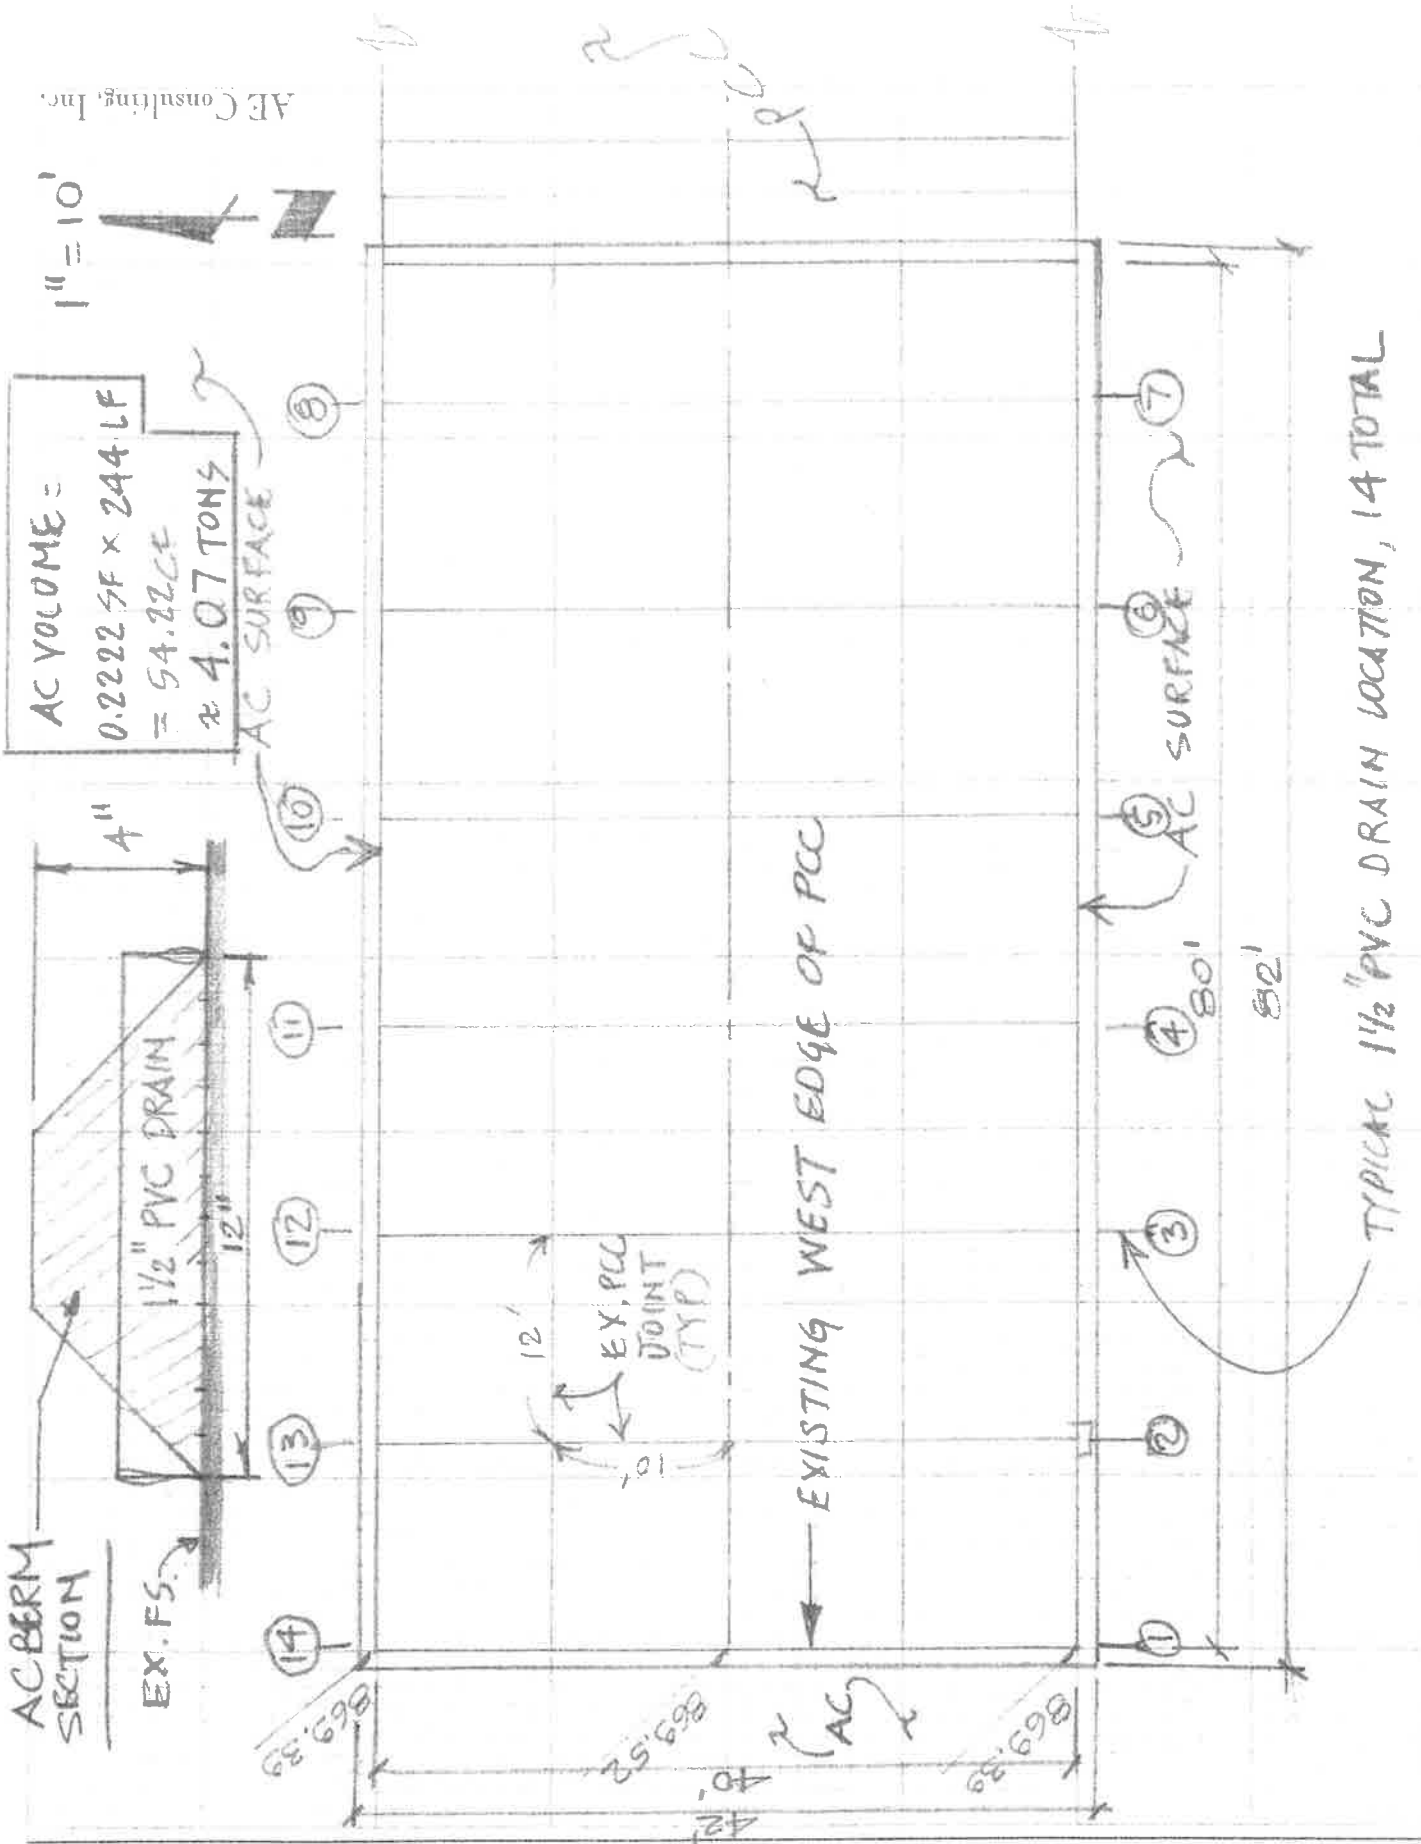 AC BERM
SECTION
EX. FS.
1½" PVC DRAIN
12"
4"
AC VOLUME =
0.2222 SF × 244 LF
= 54.22 CF
≈ 4.07 TONS
1" = 10'
N
AE Consulting, Inc.
AC SURFACE
14
13
12
11
10
9
8
869.39
869.52
869.39
42'
40'
AC
12'
10'
EX. PCC
JOINT
(TYP)
EXISTING WEST EDGE OF PCC
PCC
1
2
3
4
5
6
7
AC SURFACE
80'
82'
TYPICAL 1½" PVC DRAIN LOCATION, 14 TOTAL